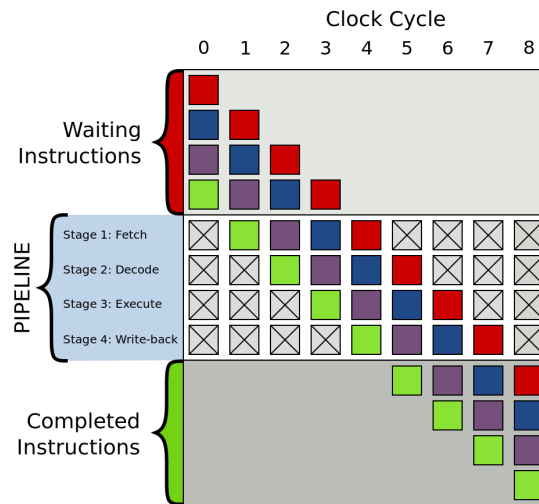 Clock Cycle
0 1 2 3 4 5 6 7 8
Waiting
Instructions
PIPELINE
Stage 1: Fetch
Stage 2: Decode
Stage 3: Execute
Stage 4: Write-back
Completed
Instructions